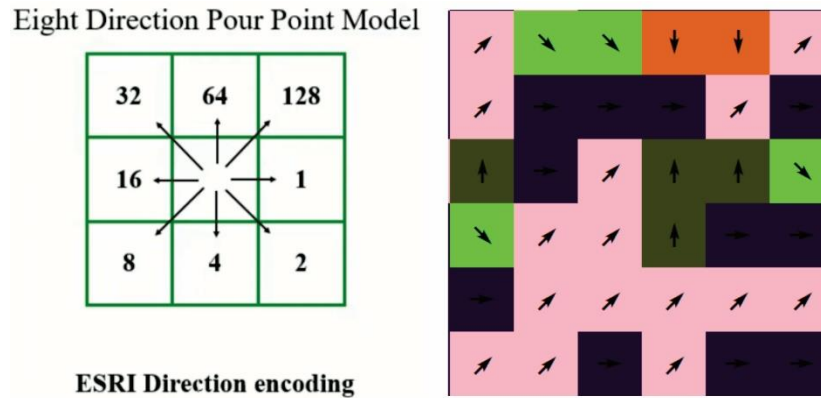 Eight Direction Pour Point Model
32 64 128
16 1
8 4 2
ESRI Direction encoding